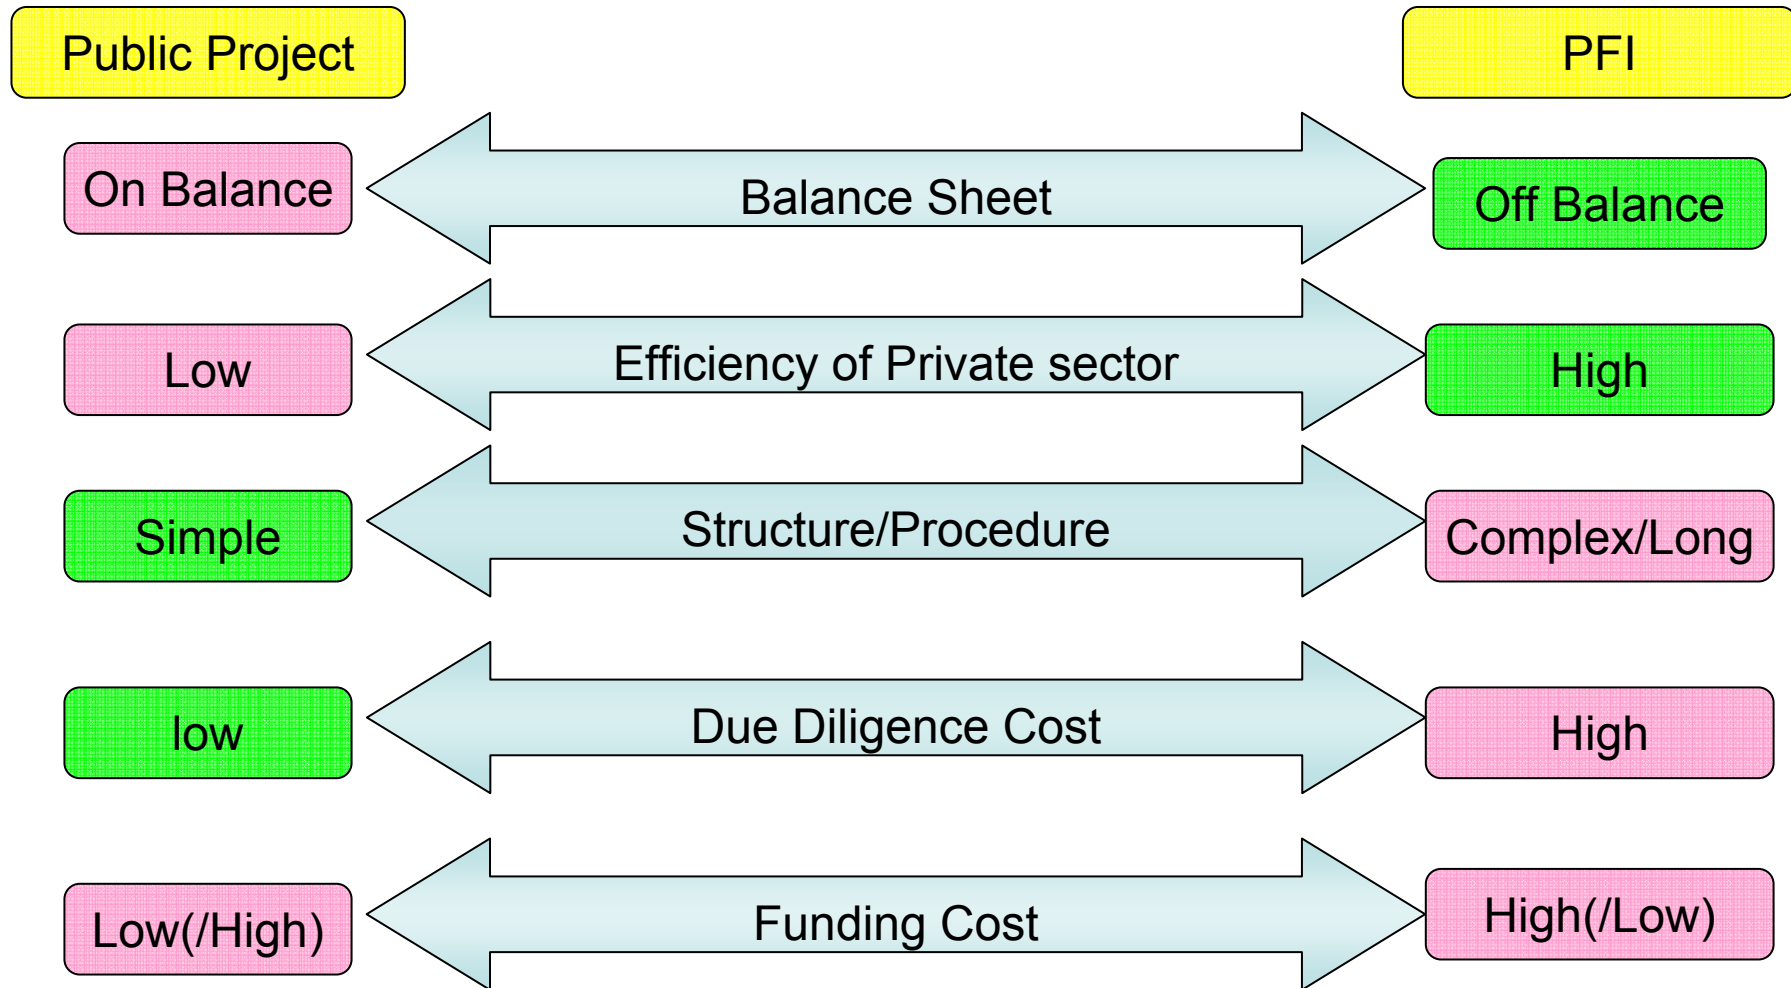 Public Project
PFI
On Balance
Balance Sheet
Off Balance
Low
Efficiency of Private sector
High
Simple
Structure/Procedure
Complex/Long
low
Due Diligence Cost
High
Low(/High)
Funding Cost
High(/Low)